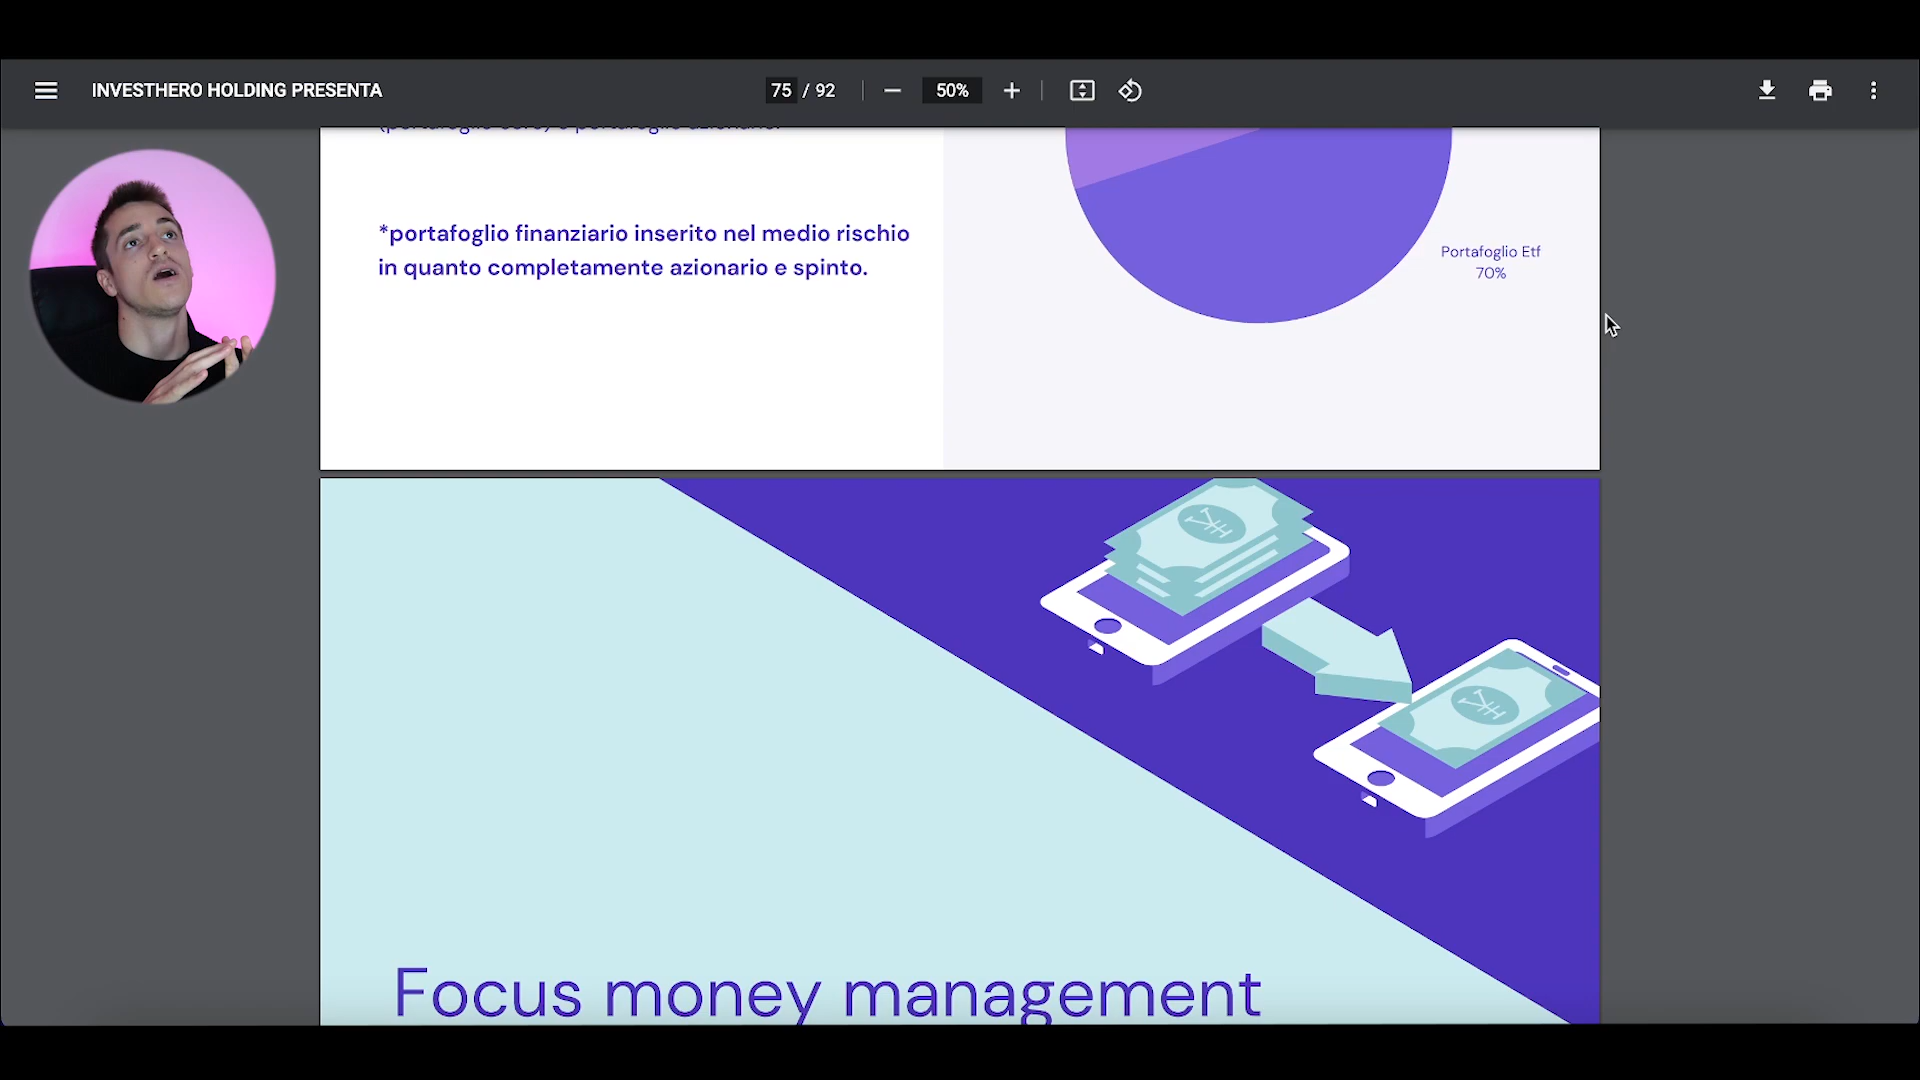 INVESTHERO HOLDING PRESENTA
75 / 92
50%
*portafoglio finanziario inserito nel medio rischio
in quanto completamente azionario e spinto.
Portafoglio Etf
70%
Focus money management